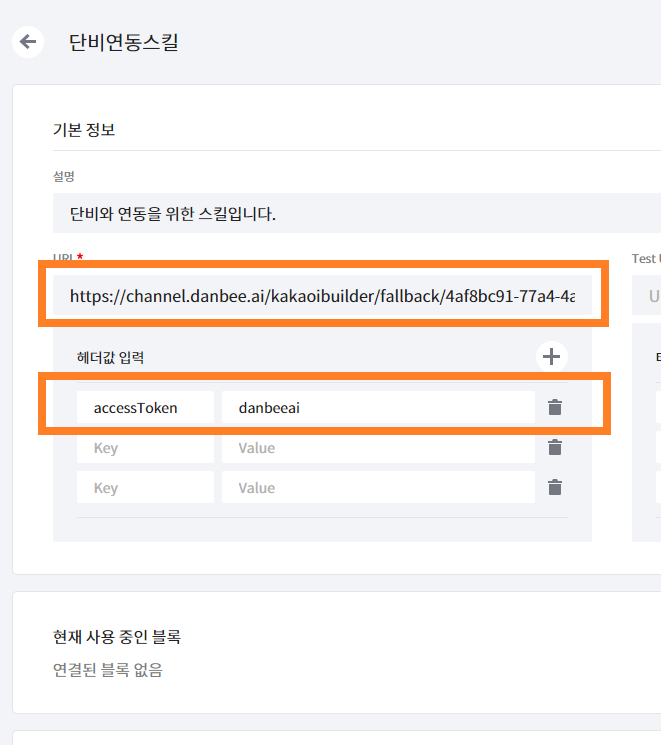 단비연동스킬
기본 정보
설명
단비와 연동을 위한 스킬입니다.
URL *
Test
https://channel.danbee.ai/kakaoibuilder/fallback/4af8bc91-77a4-4a
U
헤더값 입력
accessToken danbeeai
Key Value
Key Value
현재 사용 중인 블록
연결된 블록 없음